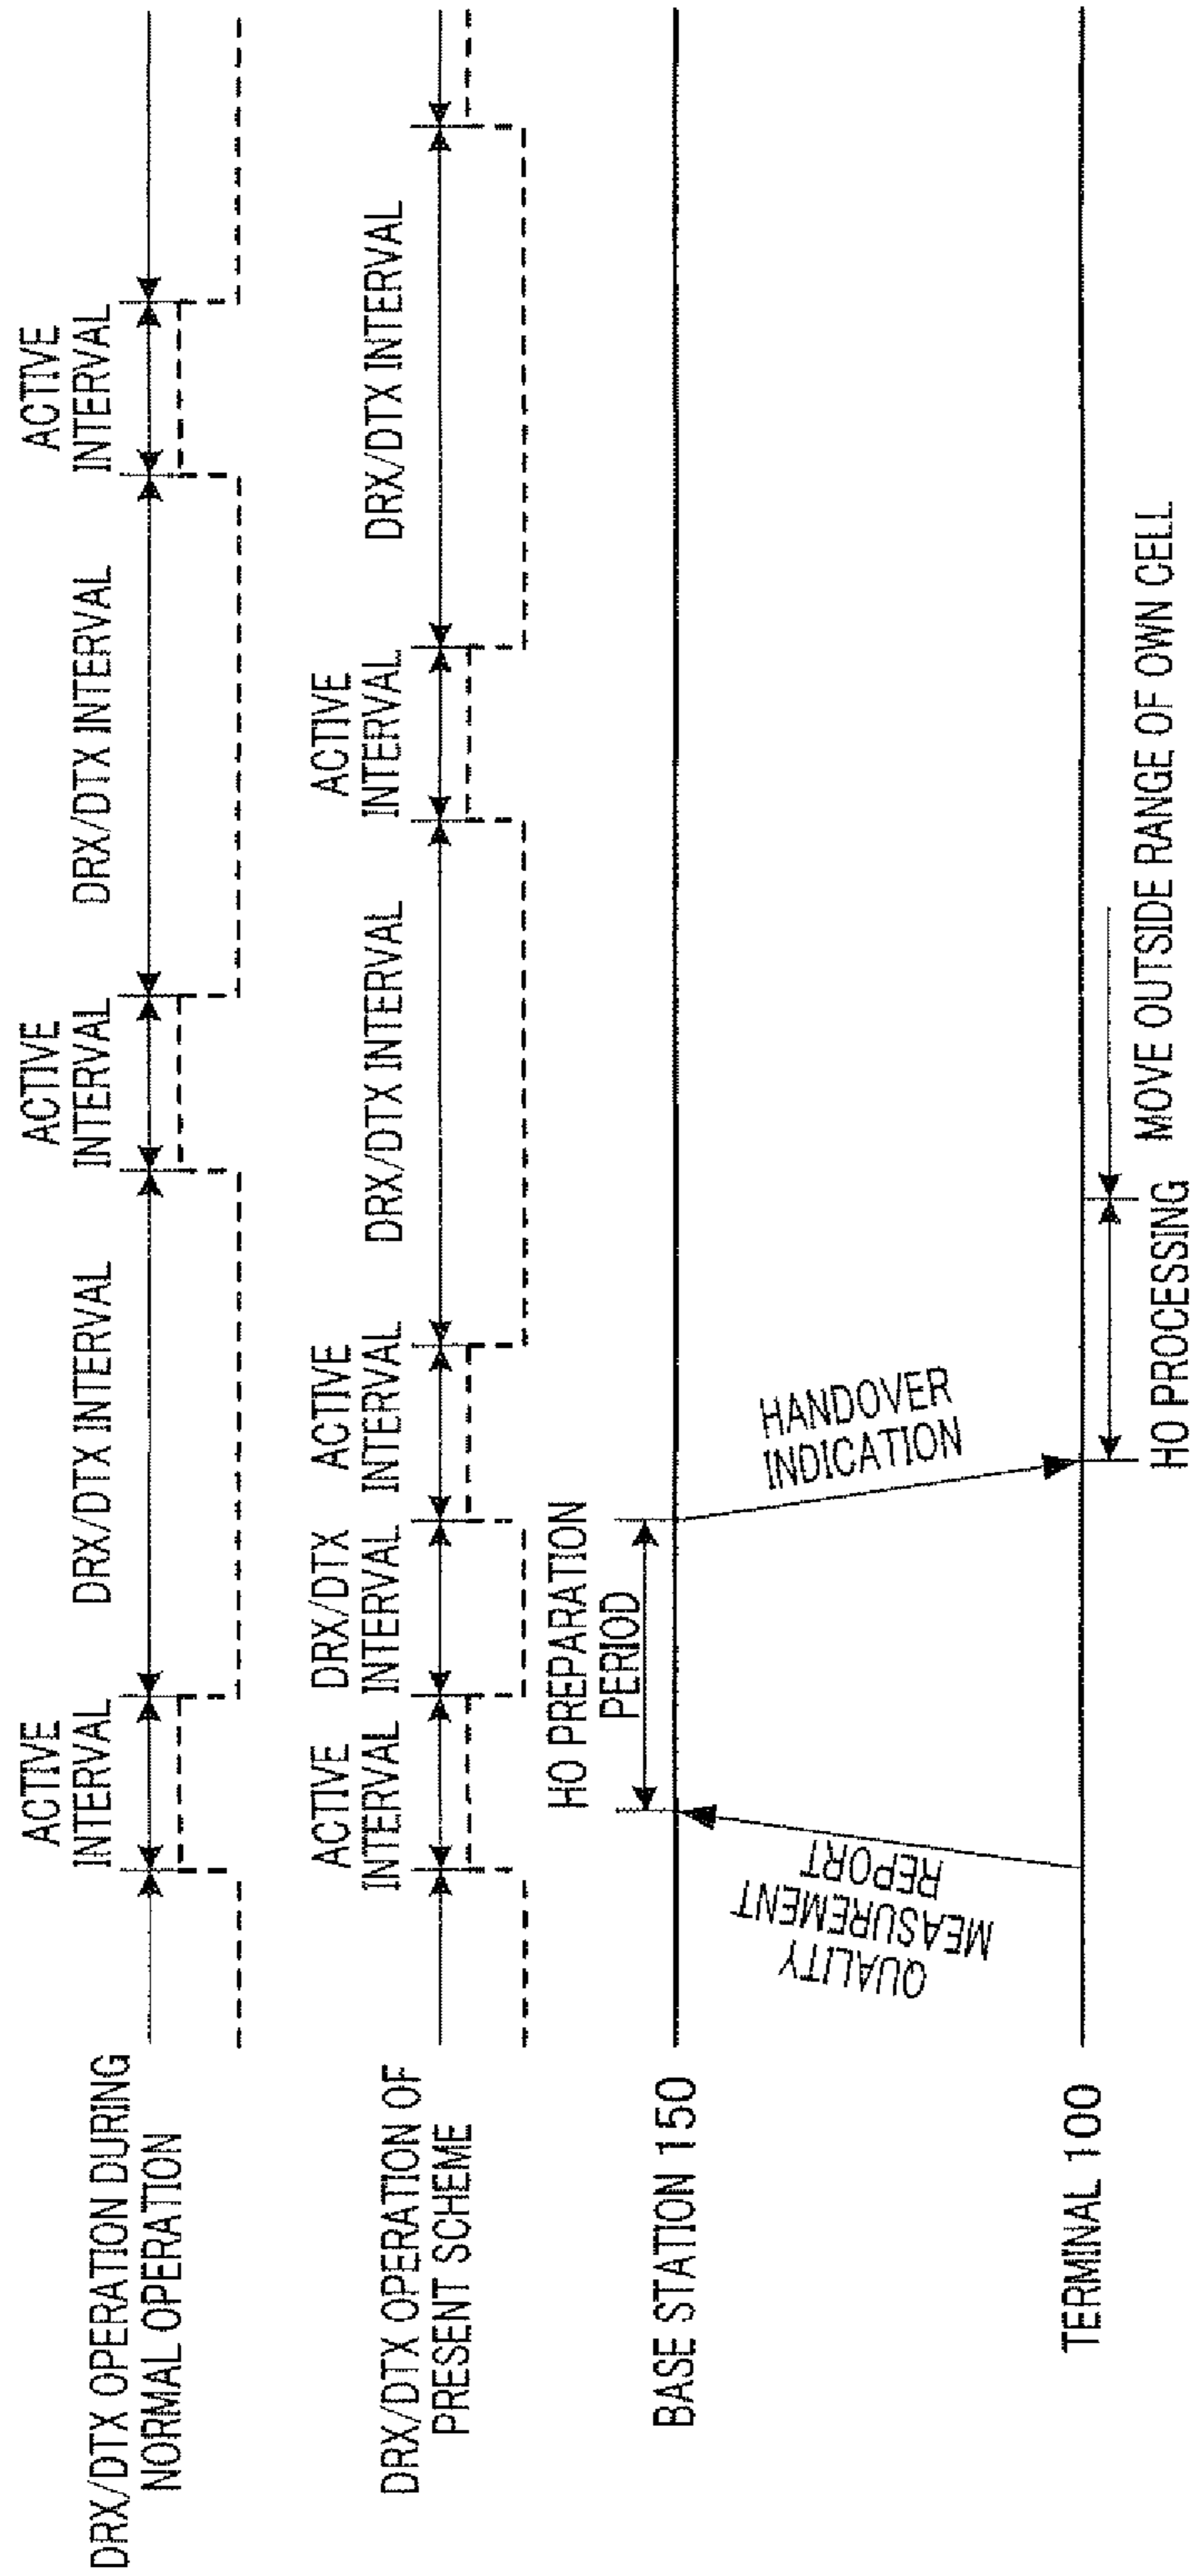 DRX/DTX OPERATION DURING
NORMAL OPERATION
ACTIVE
INTERVAL
DRX/DTX INTERVAL
ACTIVE
INTERVAL
DRX/DTX INTERVAL
ACTIVE
INTERVAL
DRX/DTX OPERATION OF
PRESENT SCHEME
ACTIVE
INTERVAL
DRX/DTX
INTERVAL
ACTIVE
INTERVAL
DRX/DTX INTERVAL
ACTIVE
INTERVAL
DRX/DTX INTERVAL
HO PREPARATION
PERIOD
BASE STATION 150
QUALITY
MEASUREMENT
REPORT
HANDOVER
INDICATION
TERMINAL 100
HO PROCESSING
MOVE OUTSIDE RANGE OF OWN CELL